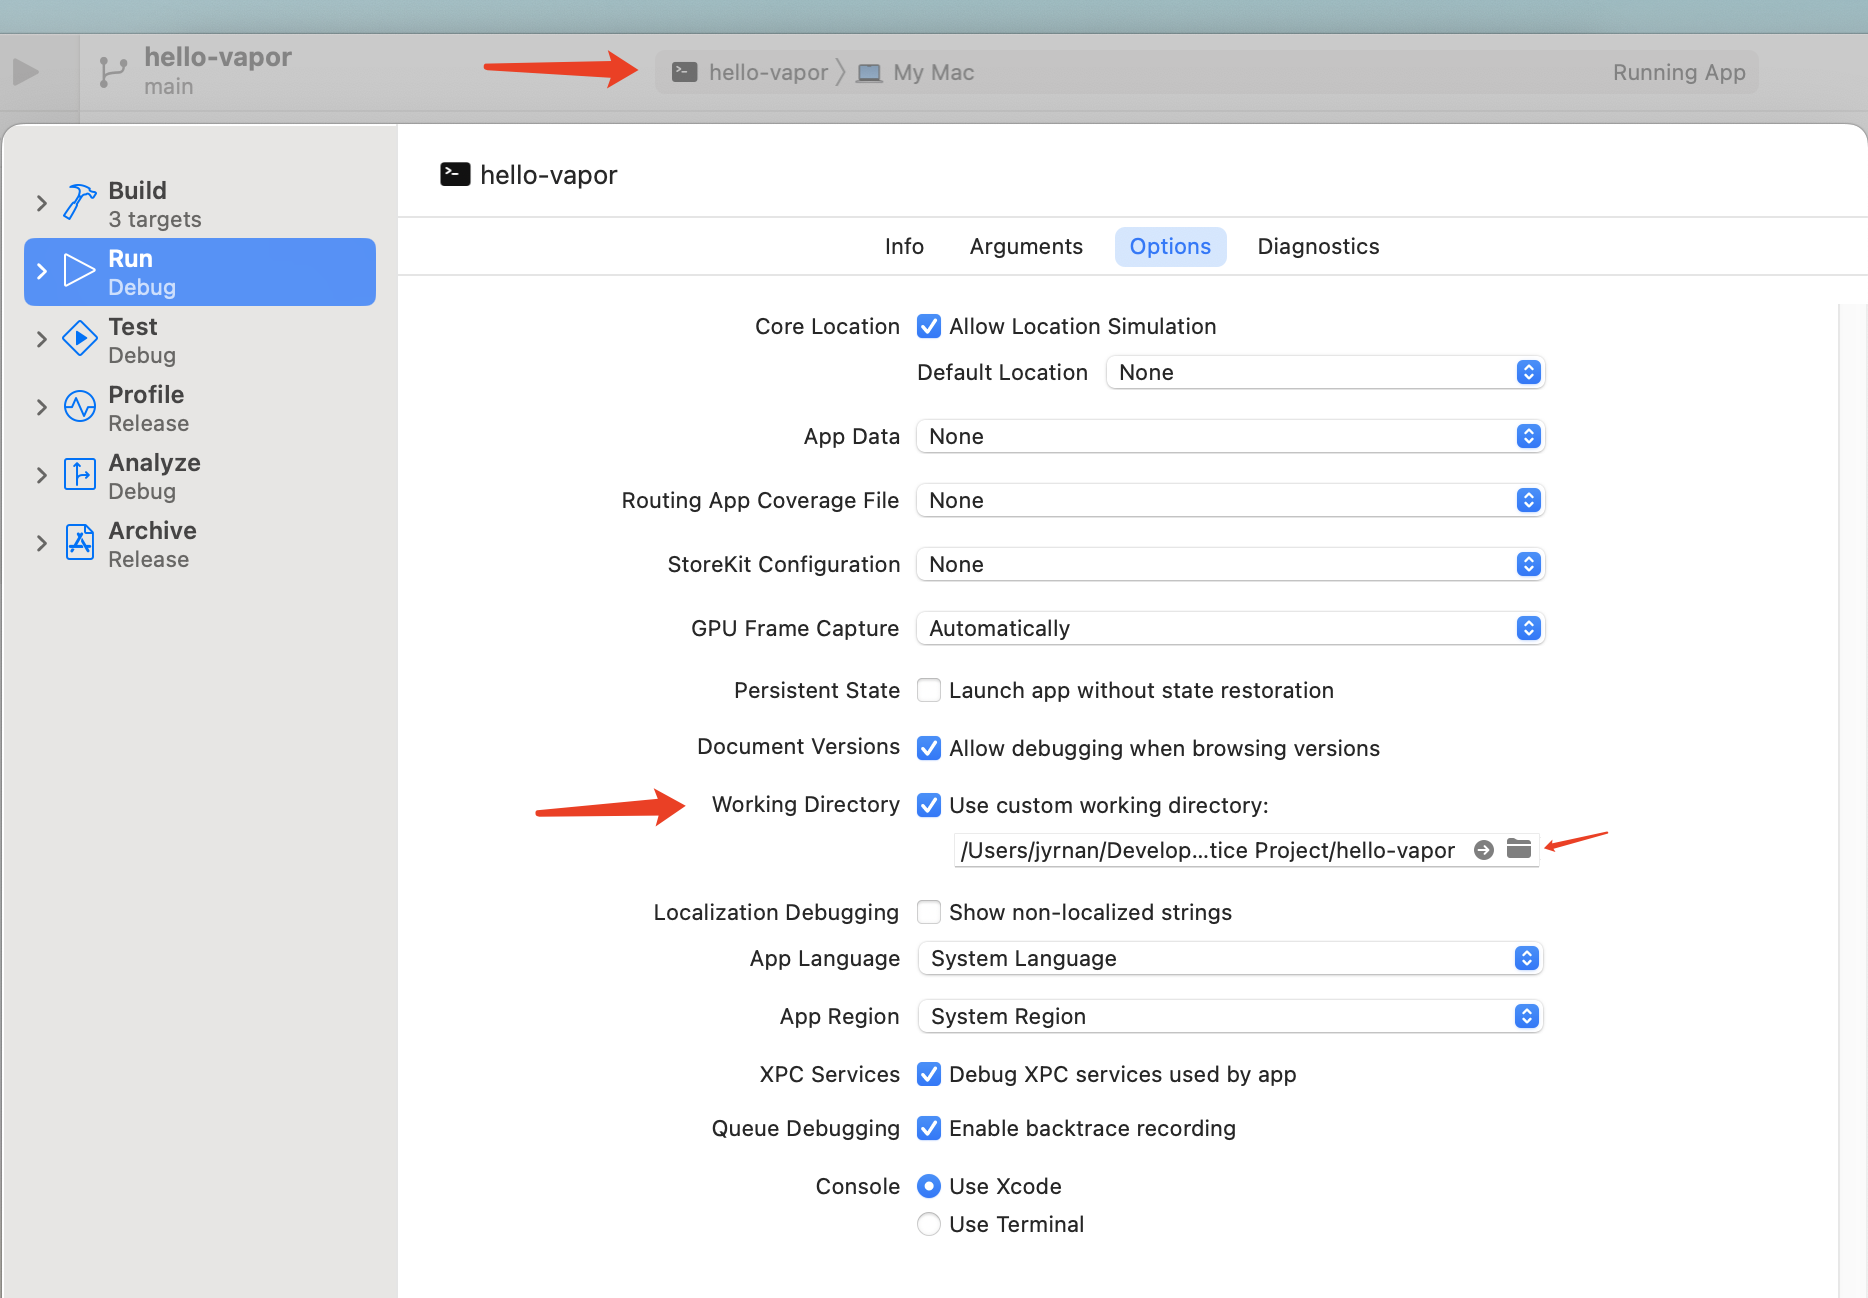 hello-vapor
main
hello-vapor My Mac Running App
Build
3 targets
Run
Debug
Test
Debug
Profile
Release
Analyze
Debug
Archive
Release
hello-vapor
Info Arguments Options Diagnostics
Core Location Allow Location Simulation
Default Location None
App Data None
Routing App Coverage File None
StoreKit Configuration None
GPU Frame Capture Automatically
Persistent State Launch app without state restoration
Document Versions Allow debugging when browsing versions
Working Directory Use custom working directory:
/Users/jyrnan/Develop...tice Project/hello-vapor
Localization Debugging Show non-localized strings
App Language System Language
App Region System Region
XPC Services Debug XPC services used by app
Queue Debugging Enable backtrace recording
Console Use Xcode
Use Terminal